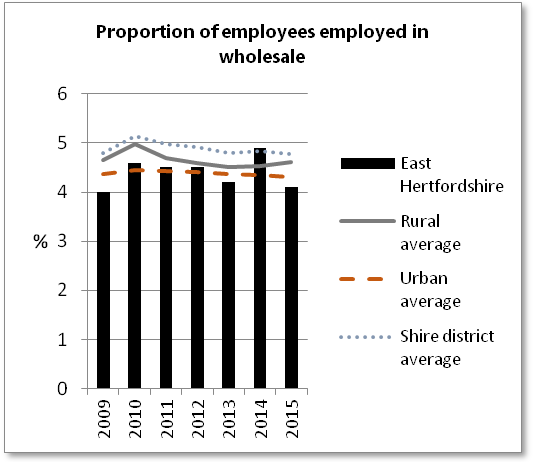 Proportion of employees employed in
wholesale
6
5
4
% 3
2
1
0
2009 2010 2011 2012 2013 2014 2015
East
Hertfordshire
Rural
average
Urban
average
Shire district
average